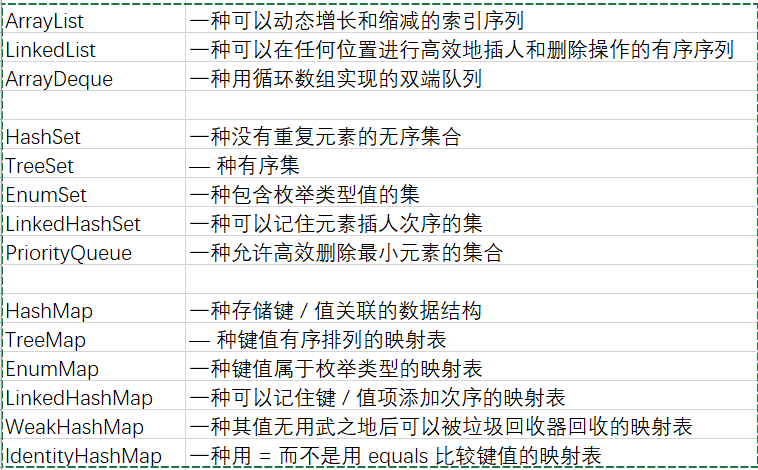 ArrayList 一种可以动态增长和缩减的索引序列
LinkedList 一种可以在任何位置进行高效地插人和删除操作的有序序列
ArrayDeque 一种用循环数组实现的双端队列
HashSet 一种没有重复元素的无序集合
TreeSet — 种有序集
EnumSet 一种包含枚举类型值的集
LinkedHashSet 一种可以记住元素插人次序的集
PriorityQueue 一种允许高效删除最小元素的集合
HashMap 一种存储键 / 值关联的数据结构
TreeMap — 种键值有序排列的映射表
EnumMap 一种键值属于枚举类型的映射表
LinkedHashMap 一种可以记住键 / 值项添加次序的映射表
WeakHashMap 一种其值无用武之地后可以被垃圾回收器回收的映射表
IdentityHashMap 一种用 = 而不是用 equals 比较键值的映射表